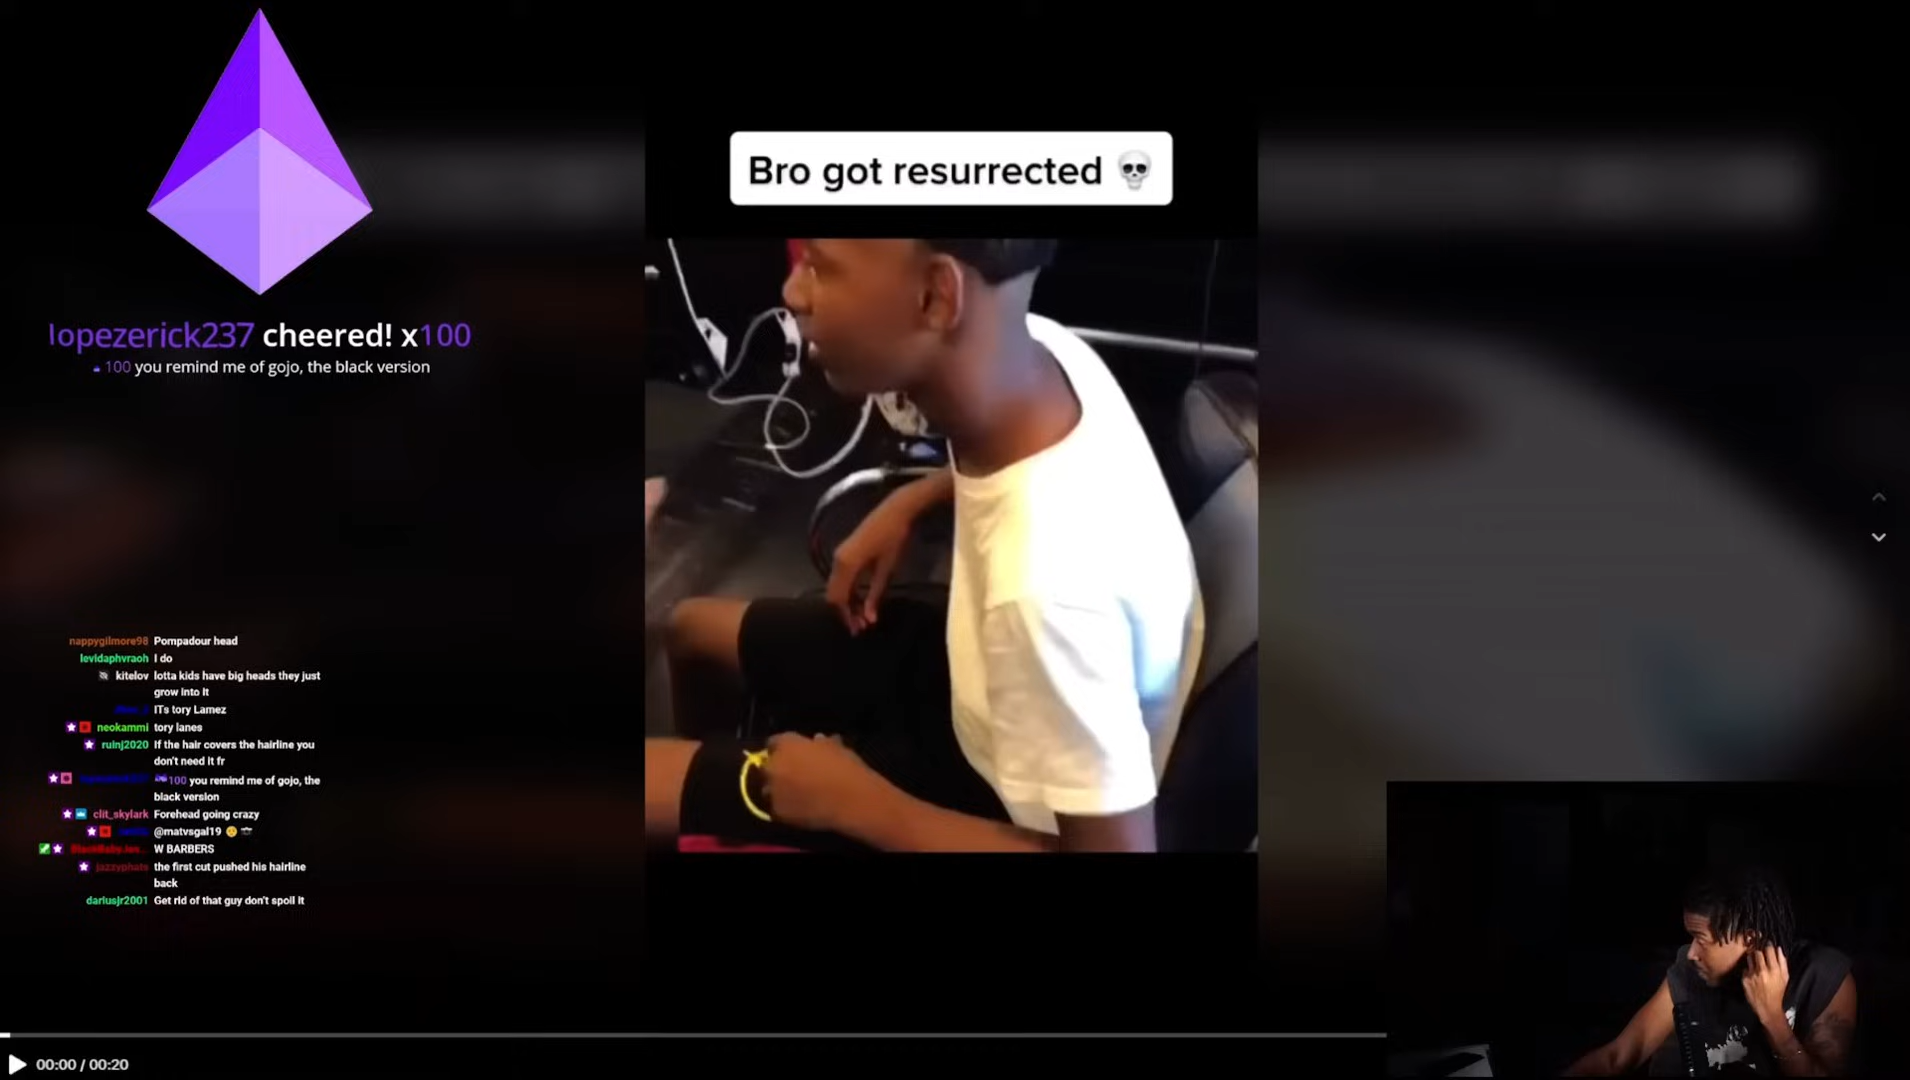 Bro got resurrected 💀
lopezerick237 cheered! x100
100 you remind me of gojo, the black version
nappygilmore98 Pompadour head
levidaphvraoh I do
kitelov lotta kids have big heads they just
grow into it
ITs tory Lamez
neokammi tory lanes
ruinj2020 If the hair covers the hairline you
don't need it fr
100 you remind me of gojo, the
black version
clit_skylark Forehead going crazy
@matvsgal19
W BARBERS
jazzyphats the first cut pushed his hairline
back
dariusjr2001 Get rid of that guy don't spoil it
00:00 / 00:20